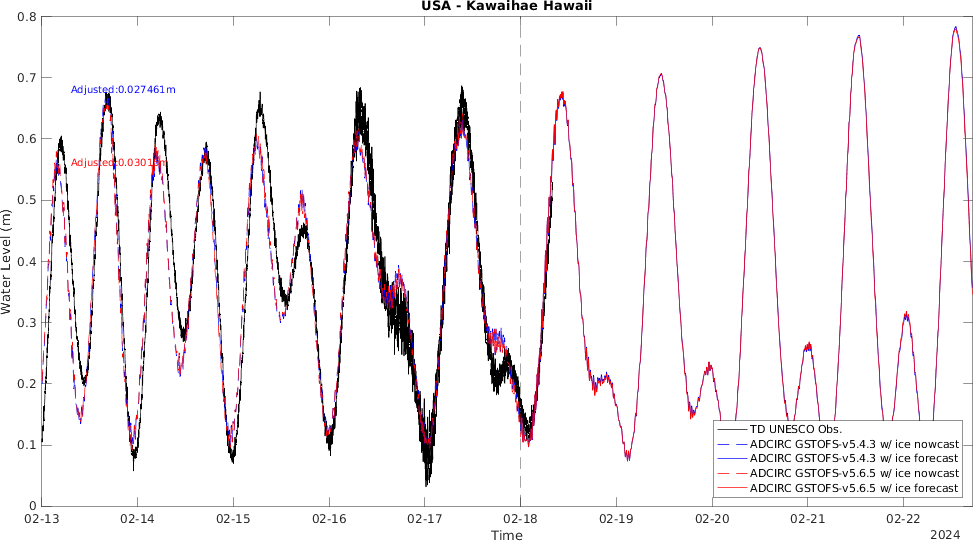 USA - Kawaihae Hawaii
0.8
0.7
0.6
0.5
0.4
0.3
0.2
0.1
0
Water Level (m)
Adjusted:0.027461m
TD UNESCO Obs.
ADCIRC GSTOFS-v5.4.3 w/ ice nowcast
ADCIRC GSTOFS-v5.4.3 w/ ice forecast
ADCIRC GSTOFS-v5.6.5 w/ ice nowcast
ADCIRC GSTOFS-v5.6.5 w/ ice forecast
02-13 02-14 02-15 02-16 02-17 02-18 02-19 02-20 02-21 02-22
Time
2024